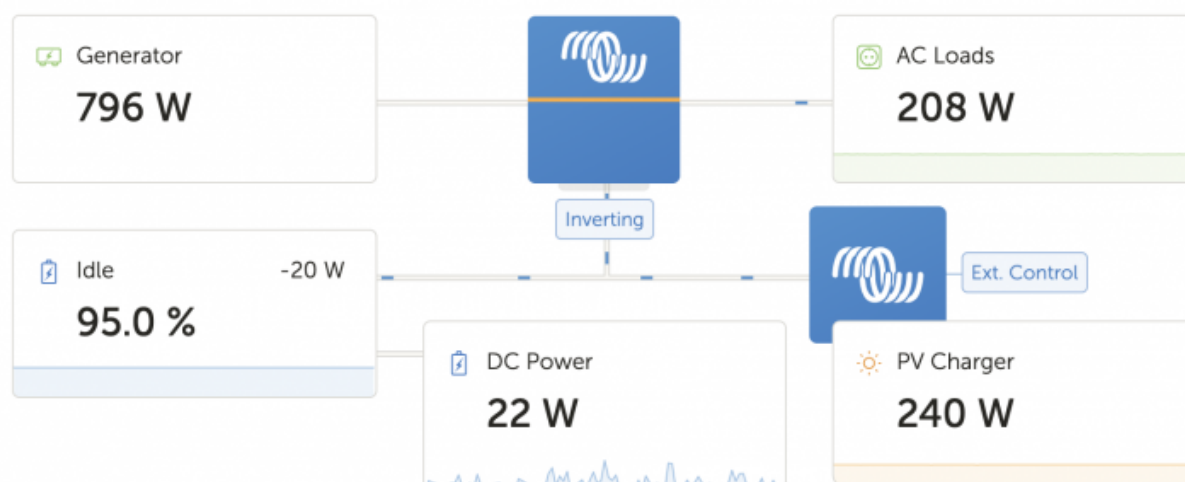 Generator
796 W
AC Loads
208 W
Inverting
Idle
-20 W
95.0 %
Ext. Control
DC Power
22 W
PV Charger
240 W